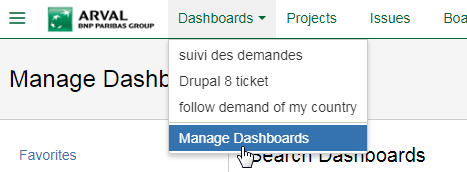 ARVAL
BNP PARIBAS GROUP
Dashboards Projects Issues Boa
suivi des demandes
Drupal 8 ticket
follow demand of my country
Manage Dashboards
Manage Dashb
Favorites
Search Dashboards